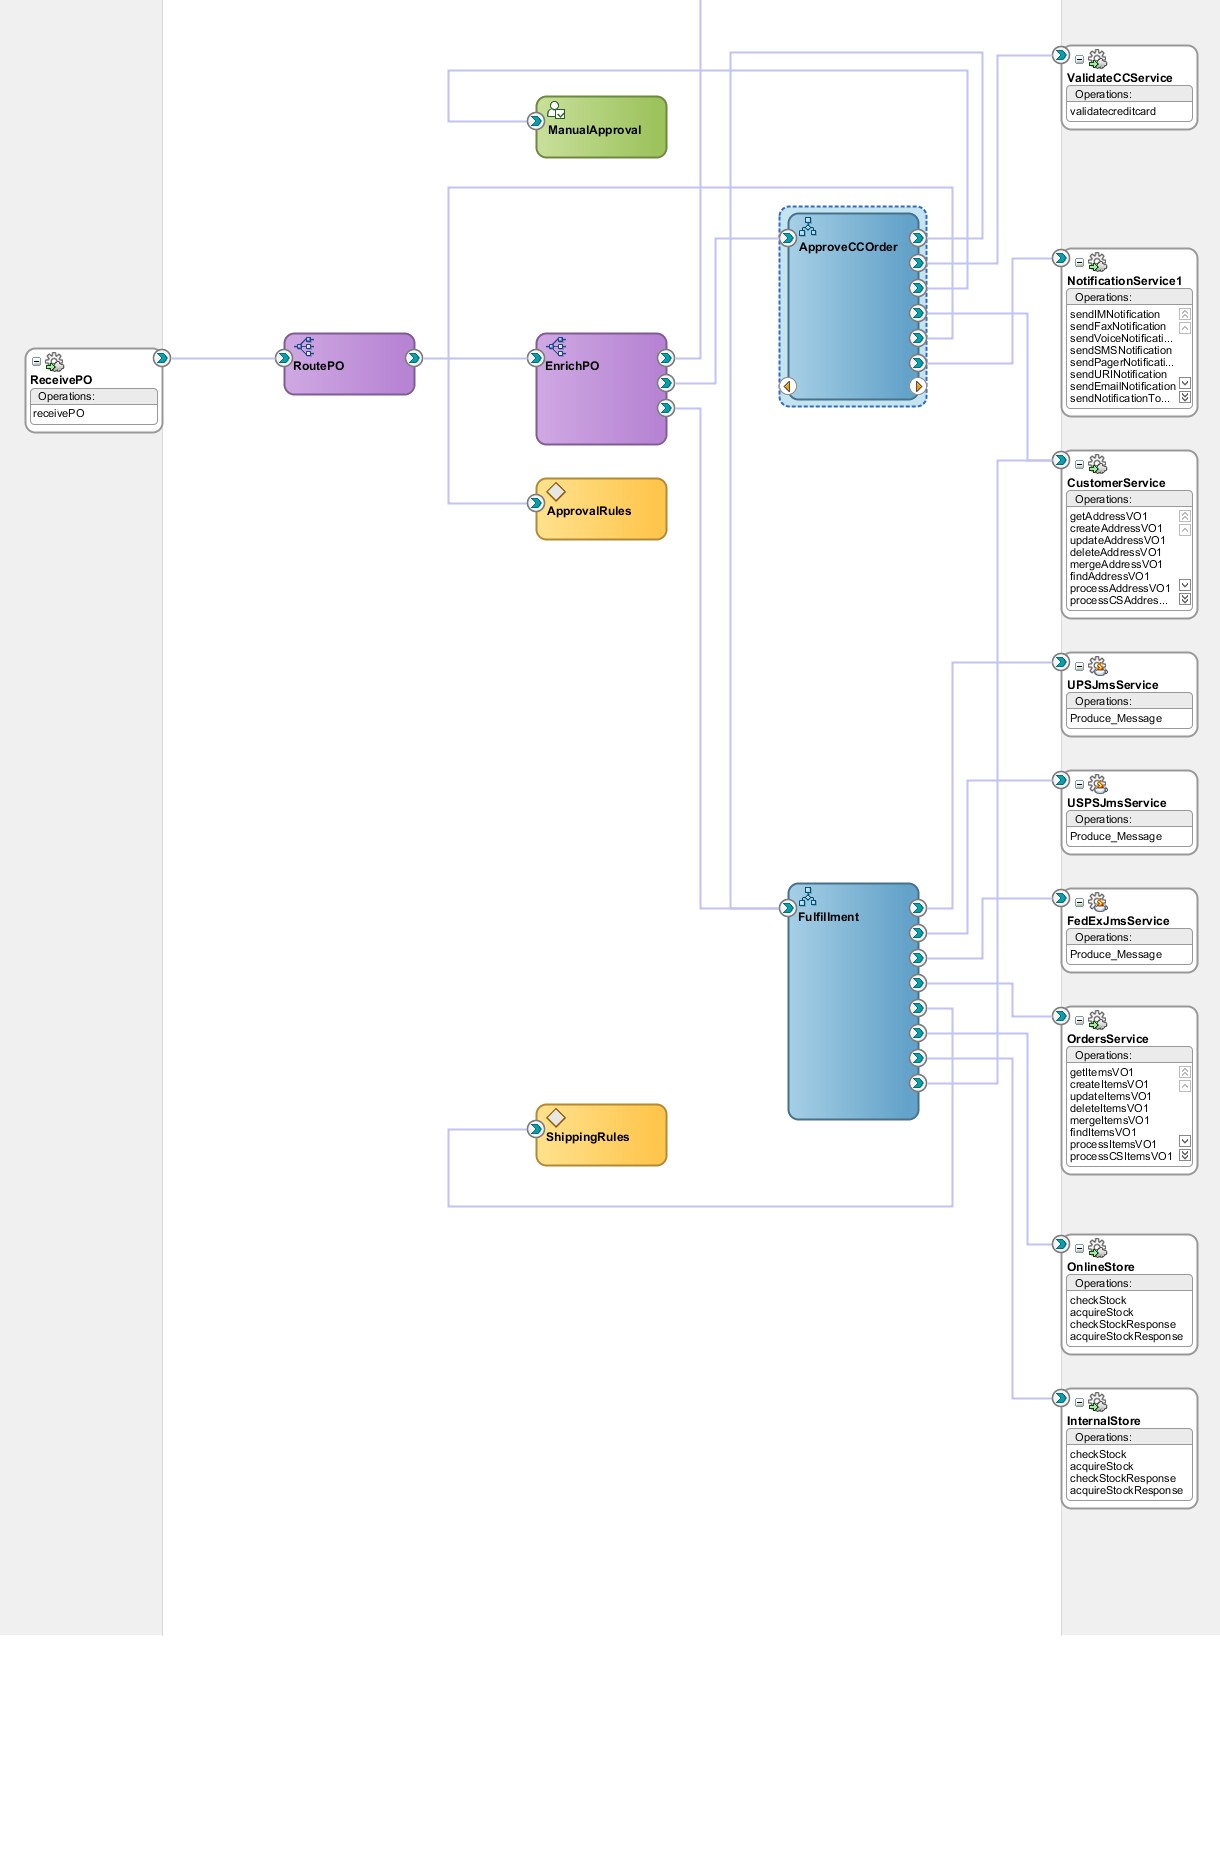 ValidateCCService
Operations:
validatecreditcard
ManualApproval
ApproveCCOrder
NotificationService1
Operations:
sendIMNotification
sendFaxNotification
sendVoiceNotificati...
sendSMSNotification
sendPagerNotificati...
sendURINotification
sendEmailNotification
sendNotificationTo...
ReceivePO
Operations:
receivePO
RoutePO
EnrichPO
ApprovalRules
CustomerService
Operations:
getAddressVO1
createAddressVO1
updateAddressVO1
deleteAddressVO1
mergeAddressVO1
findAddressVO1
processAddressVO1
processCSAddres...
UPSJmsService
Operations:
Produce_Message
USPSJmsService
Operations:
Produce_Message
Fulfillment
FedExJmsService
Operations:
Produce_Message
OrdersService
Operations:
getItemsVO1
createItemsVO1
updateItemsVO1
deleteItemsVO1
mergeItemsVO1
findItemsVO1
processItemsVO1
processCSItemsVO1
ShippingRules
OnlineStore
Operations:
checkStock
acquireStock
checkStockResponse
acquireStockResponse
InternalStore
Operations:
checkStock
acquireStock
checkStockResponse
acquireStockResponse